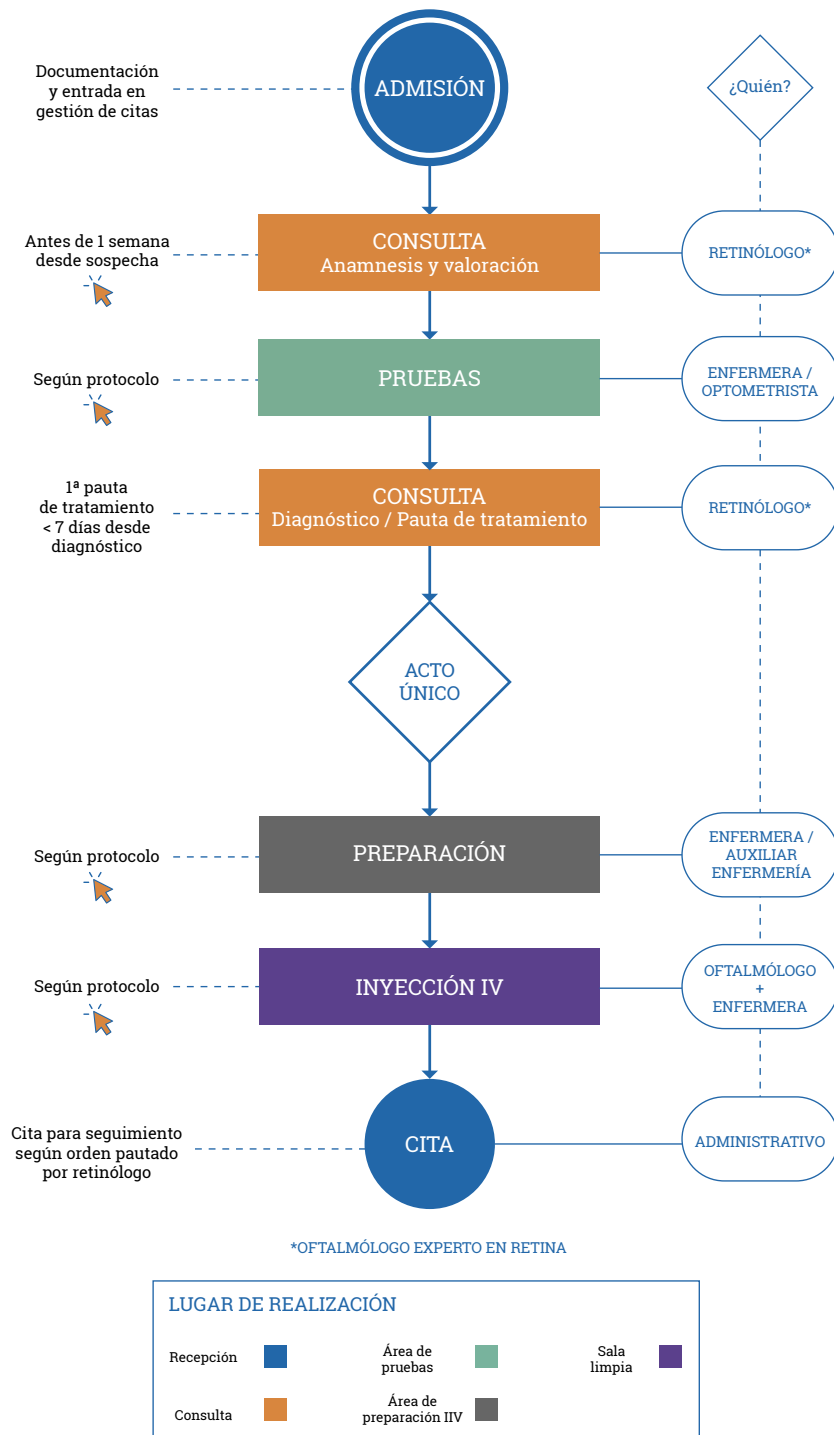 Documentación
y entrada en
gestión de citas
ADMISIÓN
¿Quién?
Antes de 1 semana
desde sospecha
CONSULTA
Anamnesis y valoración
RETINÓLOGO*
Según protocolo
PRUEBAS
ENFERMERA /
OPTOMETRISTA
1ª pauta
de tratamiento
< 7 días desde
diagnóstico
CONSULTA
Diagnóstico / Pauta de tratamiento
RETINÓLOGO*
ACTO
ÚNICO
Según protocolo
PREPARACIÓN
ENFERMERA /
AUXILIAR
ENFERMERÍA
Según protocolo
INYECCIÓN IV
OFTALMÓLOGO
+
ENFERMERA
Cita para seguimiento
según orden pautado
por retinólogo
CITA
ADMINISTRATIVO
*OFTALMÓLOGO EXPERTO EN RETINA
LUGAR DE REALIZACIÓN
Recepción
Área de
pruebas
Sala
limpia
Consulta
Área de
preparación IIV